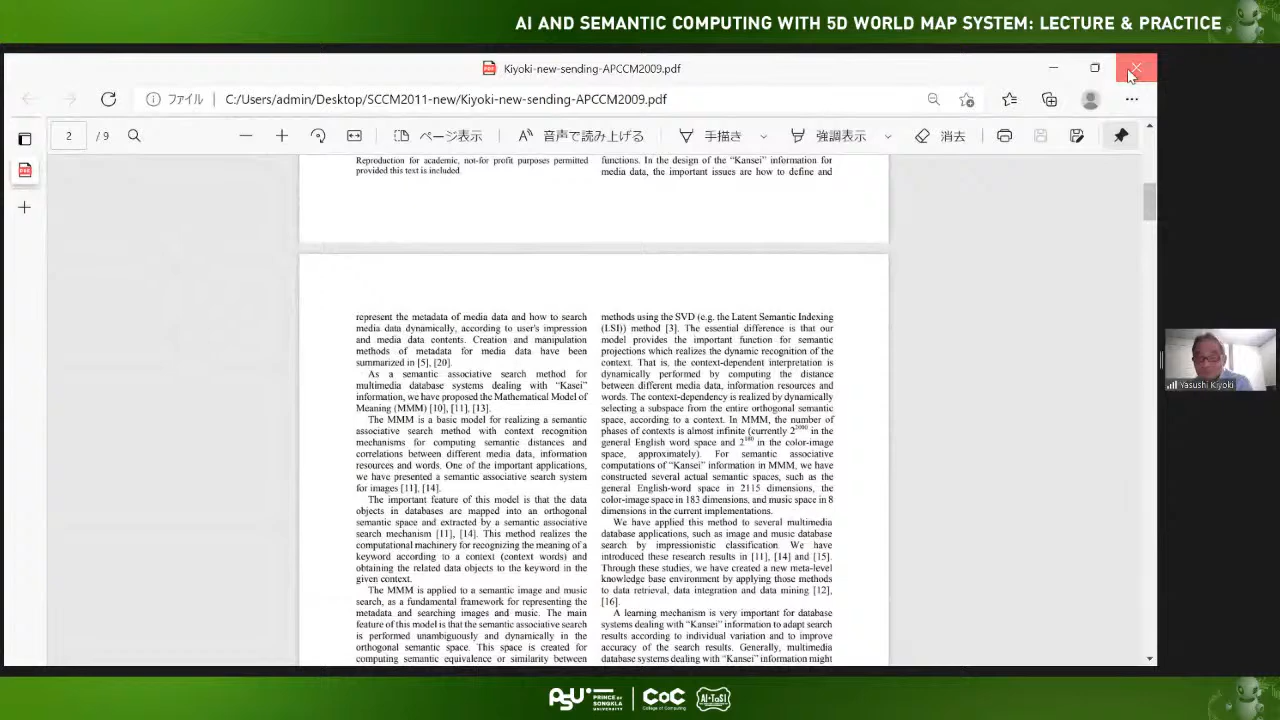 AI AND SEMANTIC COMPUTING WITH 5D WORLD MAP SYSTEM: LECTURE & PRACTICE
Kiyoki-new-sending-APCCM2009.pdf
ファイル
C:/Users/admin/Desktop/SCCM2011-new/Kiyoki-new-sending-APCCM2009.pdf
2 / 9
ページ表示
音声で読み上げる
手描き
強調表示
消去
Reproduction for academic, not-for profit purposes permitted
provided this text is included
functions. In the design of the “Kansei” information for
media data, the important issues are how to define and
represent the metadata of media data and how to search
media data dynamically, according to user's impression
and media data contents. Creation and manipulation
methods of metadata for media data have been
summarized in [5], [20].
As a semantic associative search method for
multimedia database systems dealing with “Kasei”
information, we have proposed the Mathematical Model of
Meaning (MMM) [10], [11], [13].
The MMM is a basic model for realizing a semantic
associative search method with context recognition
mechanisms for computing semantic distances and
correlations between different media data, information
resources and words. One of the important applications,
we have presented a semantic associative search system
for images [11], [14].
The important feature of this model is that the data
objects in databases are mapped into an orthogonal
semantic space and extracted by a semantic associative
search mechanism [11], [14]. This method realizes the
computational machinery for recognizing the meaning of a
keyword according to a context (context words) and
obtaining the related data objects to the keyword in the
given context.
The MMM is applied to a semantic image and music
search, as a fundamental framework for representing the
metadata and searching images and music. The main
feature of this model is that the semantic associative search
is performed unambiguously and dynamically in the
orthogonal semantic space. This space is created for
computing semantic equivalence or similarity between
methods using the SVD (e.g. the Latent Semantic Indexing
(LSI)) method [3]. The essential difference is that our
model provides the important function for semantic
projections which realizes the dynamic recognition of the
context. That is, the context-dependent interpretation is
dynamically performed by computing the distance
between different media data, information resources and
words. The context-dependency is realized by dynamically
selecting a subspace from the entire orthogonal semantic
space, according to a context. In MMM, the number of
phases of contexts is almost infinite (currently 2^2000 in the
general English word space and 2^180 in the color-image
space, approximately). For semantic associative
computations of “Kansei” information in MMM, we have
constructed several actual semantic spaces, such as the
general English-word space in 2115 dimensions, the
color-image space in 183 dimensions, and music space in 8
dimensions in the current implementations.
We have applied this method to several multimedia
database applications, such as image and music database
search by impressionistic classification. We have
introduced these research results in [11], [14] and [15].
Through these studies, we have created a new meta-level
knowledge base environment by applying those methods
to data retrieval, data integration and data mining [12],
[16].
A learning mechanism is very important for database
systems dealing with “Kansei” information to adapt search
results according to individual variation and to improve
accuracy of the search results. Generally, multimedia
database systems dealing with “Kansei” information might
Yasushi Kiyoki
PSU
PRINCE OF
SONGKLA
UNIVERSITY
CoC
College of Computing
AI·TaSI